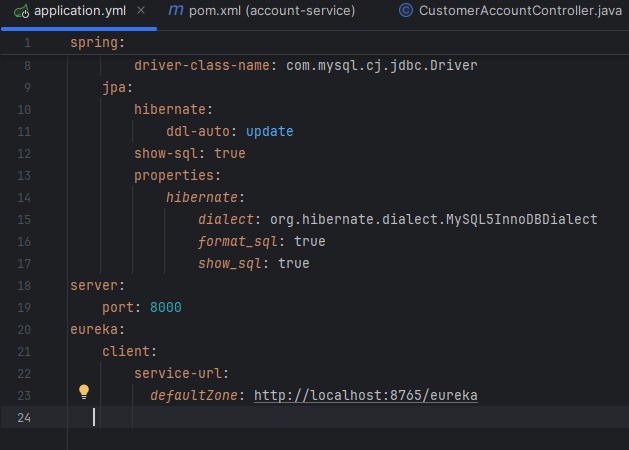 application.yml
pom.xml (account-service)
CustomerAccountController.java
1 spring:
8 driver-class-name: com.mysql.cj.jdbc.Driver
9 jpa:
10 hibernate:
11 ddl-auto: update
12 show-sql: true
13 properties:
14 hibernate:
15 dialect: org.hibernate.dialect.MySQL5InnoDBDialect
16 format_sql: true
17 show_sql: true
18 server:
19 port: 8000
20 eureka:
21 client:
22 service-url:
23 defaultZone: http://localhost:8765/eureka
24